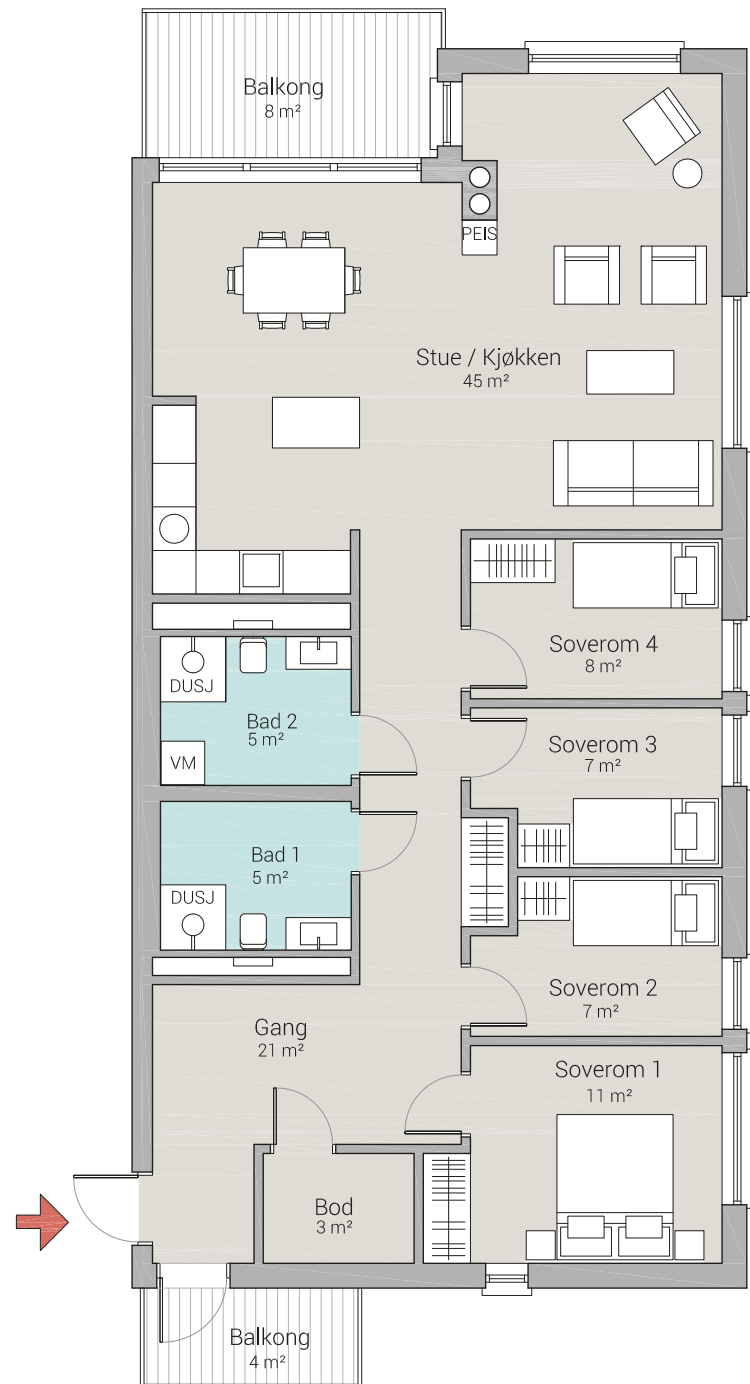 Balkong
8 m²
PEIS
Stue / Kjøkken
45 m²
Soverom 4
8 m²
DUSJ
Bad 2
5 m²
VM
Soverom 3
7 m²
Bad 1
5 m²
DUSJ
Soverom 2
7 m²
Gang
21 m²
Soverom 1
11 m²
Bod
3 m²
Balkong
4 m²